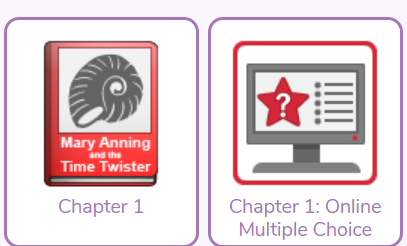 Mary Anning
and the
Time Twister
Chapter 1
?
Chapter 1: Online
Multiple Choice